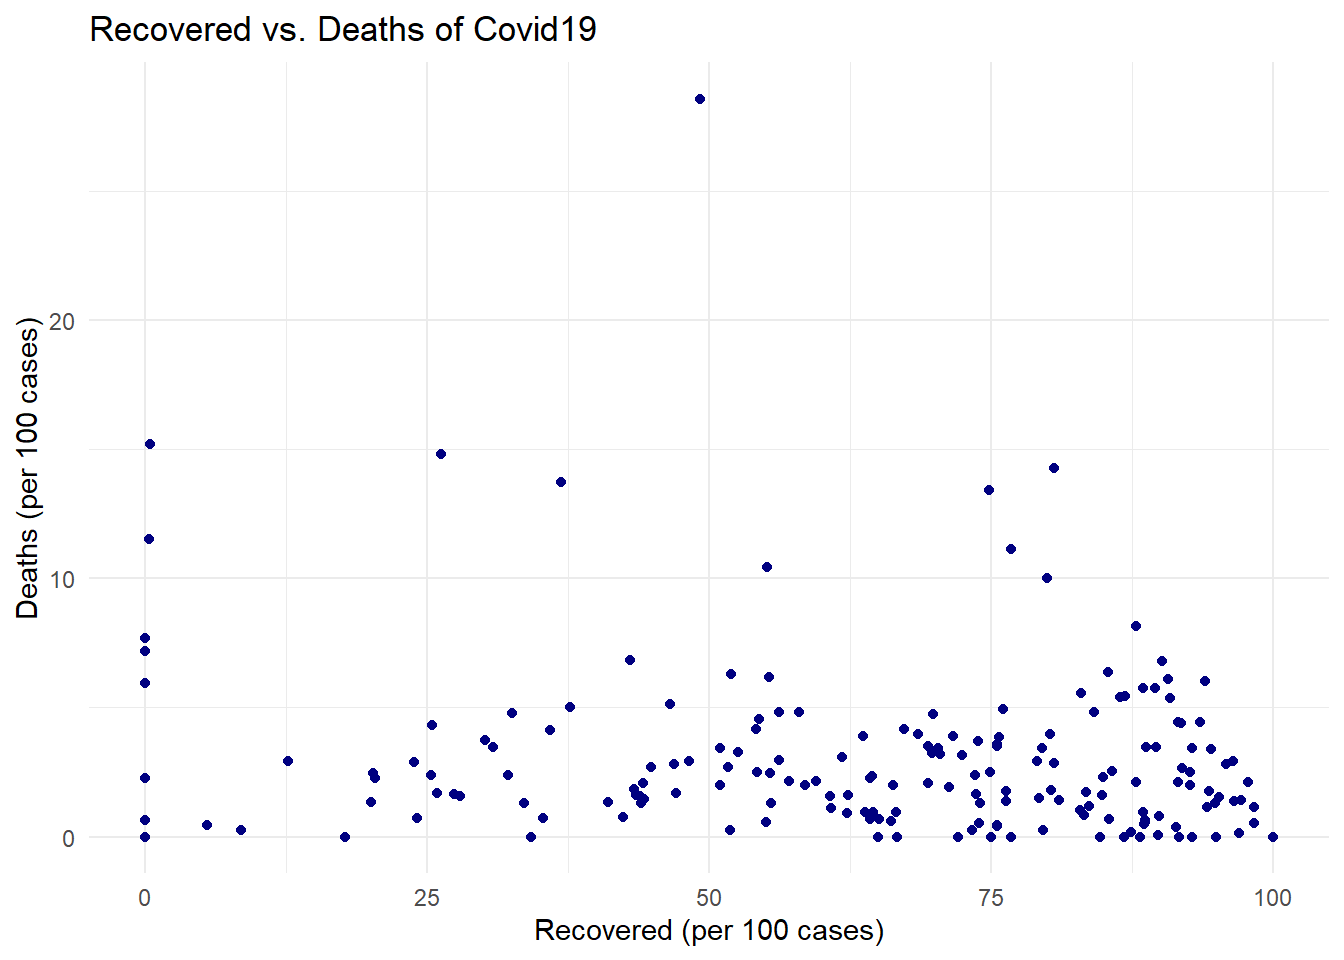 Recovered vs. Deaths of Covid19
Deaths (per 100 cases)
20
10
0
0 25 50 75 100
Recovered (per 100 cases)